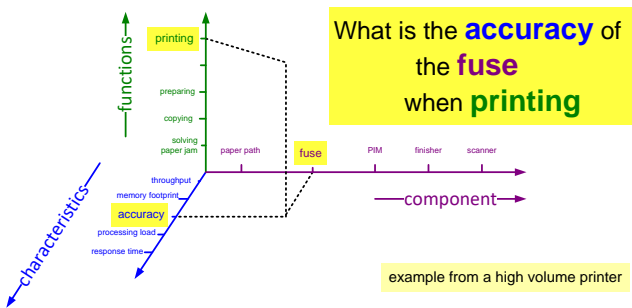 What is the accuracy of
the fuse
when printing
printing
functions
preparing
copying
solving
paper jam
paper path
fuse
PIM
finisher
scanner
component
throughput
memory footprint
accuracy
processing load
response time
characteristics
example from a high volume printer